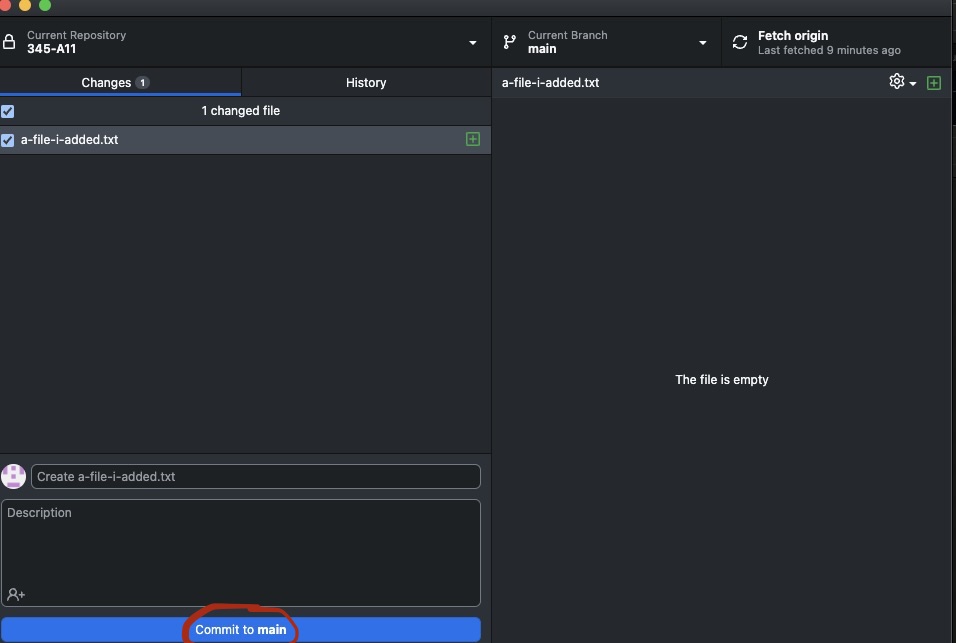 Current Repository
345-A11
Current Branch
main
Fetch origin
Last fetched 9 minutes ago
Changes 1
History
1 changed file
a-file-i-added.txt
a-file-i-added.txt
The file is empty
Create a-file-i-added.txt
Description
Commit to main